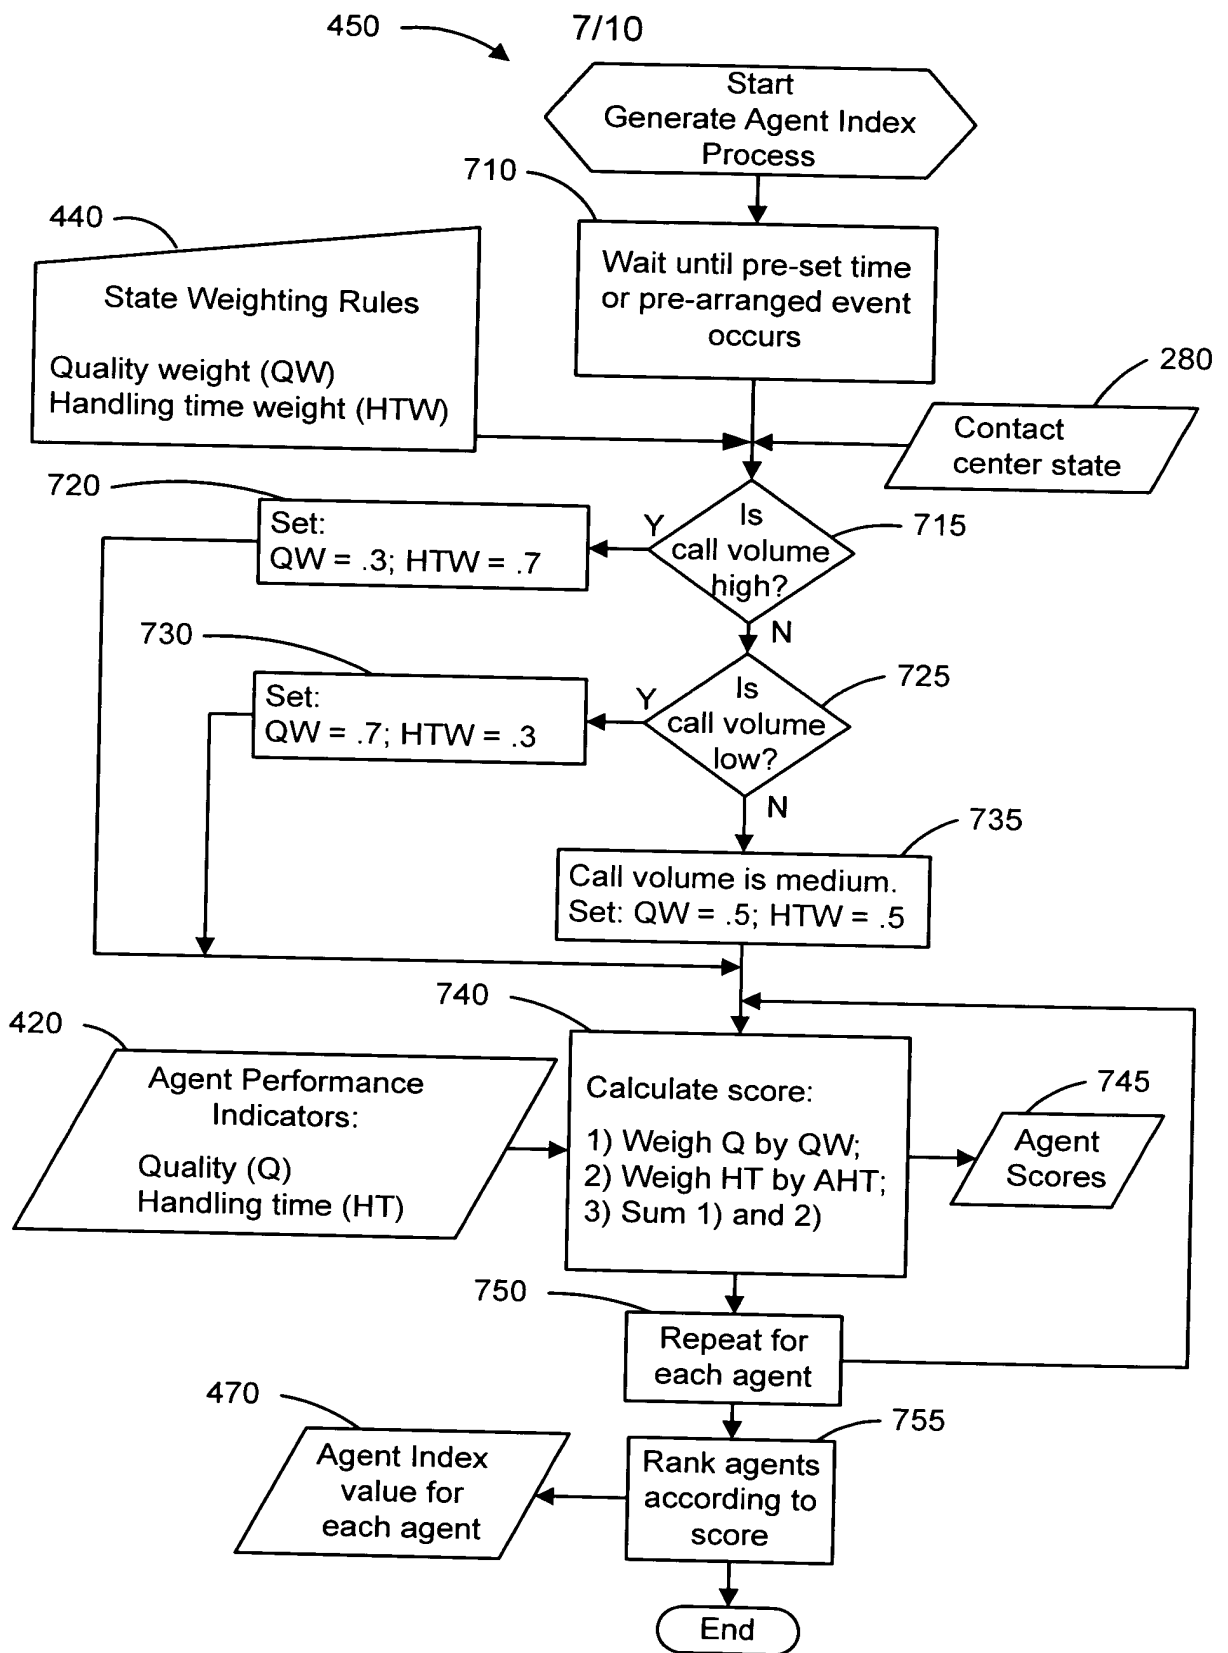 450
7/10
Start
Generate Agent Index
Process
710
440
Wait until pre-set time
or pre-arranged event
occurs
State Weighting Rules
Quality weight (QW)
Handling time weight (HTW)
280
Contact
center state
720
Set:
QW = .3; HTW = .7
Y
Is
call volume
high?
715
N
730
Set:
QW = .7; HTW = .3
Y
Is
call volume
low?
725
N
735
Call volume is medium.
Set: QW = .5; HTW = .5
740
420
Agent Performance
Indicators:
Quality (Q)
Handling time (HT)
Calculate score:
1) Weigh Q by QW;
2) Weigh HT by AHT;
3) Sum 1) and 2)
745
Agent
Scores
750
Repeat for
each agent
470
Agent Index
value for
each agent
755
Rank agents
according to
score
End